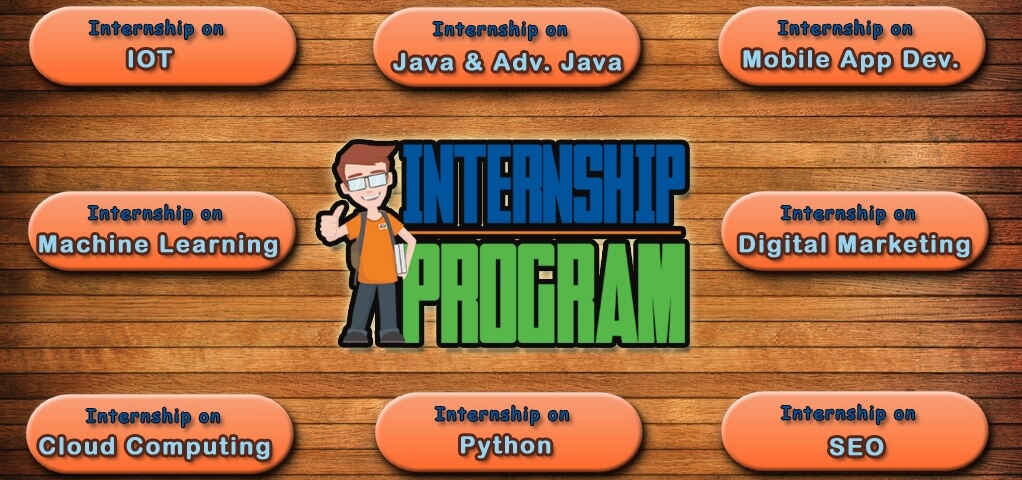 Internship on
IOT
Internship on
Java & Adv. Java
Internship on
Mobile App Dev.
INTERNSHIP
PROGRAM
Internship on
Machine Learning
Internship on
Digital Marketing
Internship on
Cloud Computing
Internship on
Python
Internship on
SEO